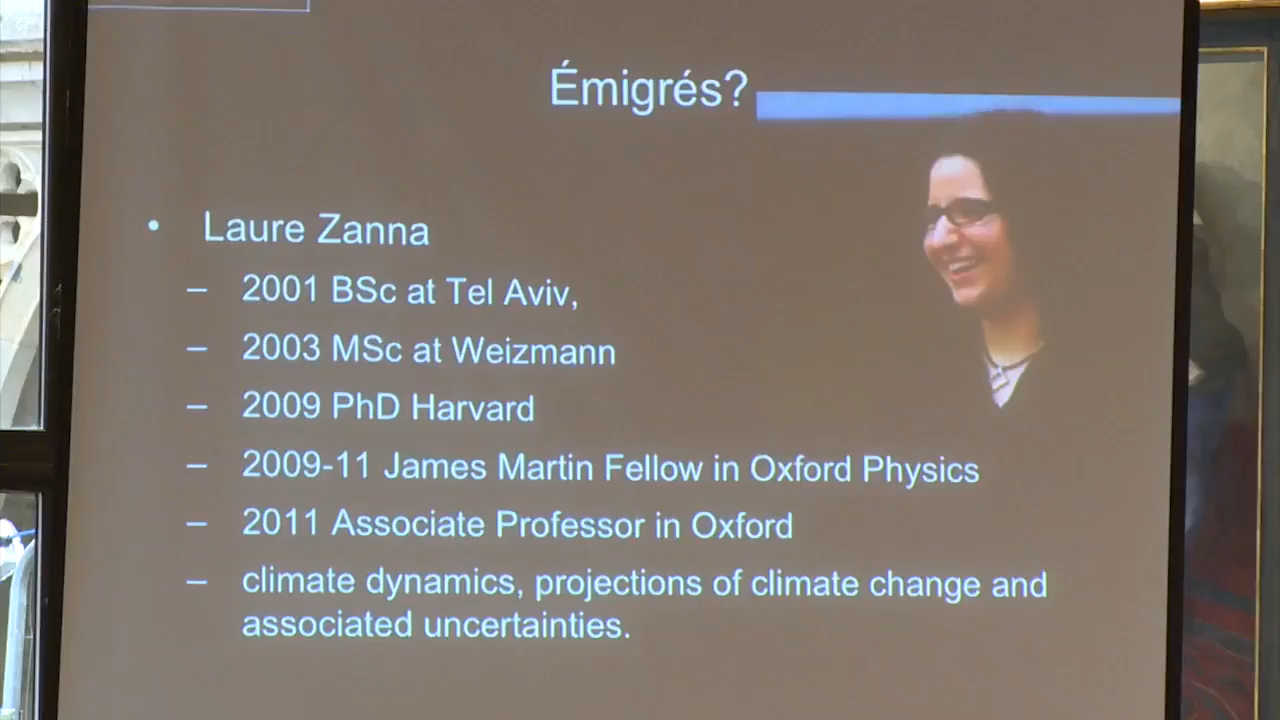 Émigrés?
• Laure Zanna
– 2001 BSc at Tel Aviv,
– 2003 MSc at Weizmann
– 2009 PhD Harvard
– 2009-11 James Martin Fellow in Oxford Physics
– 2011 Associate Professor in Oxford
– climate dynamics, projections of climate change and
associated uncertainties.